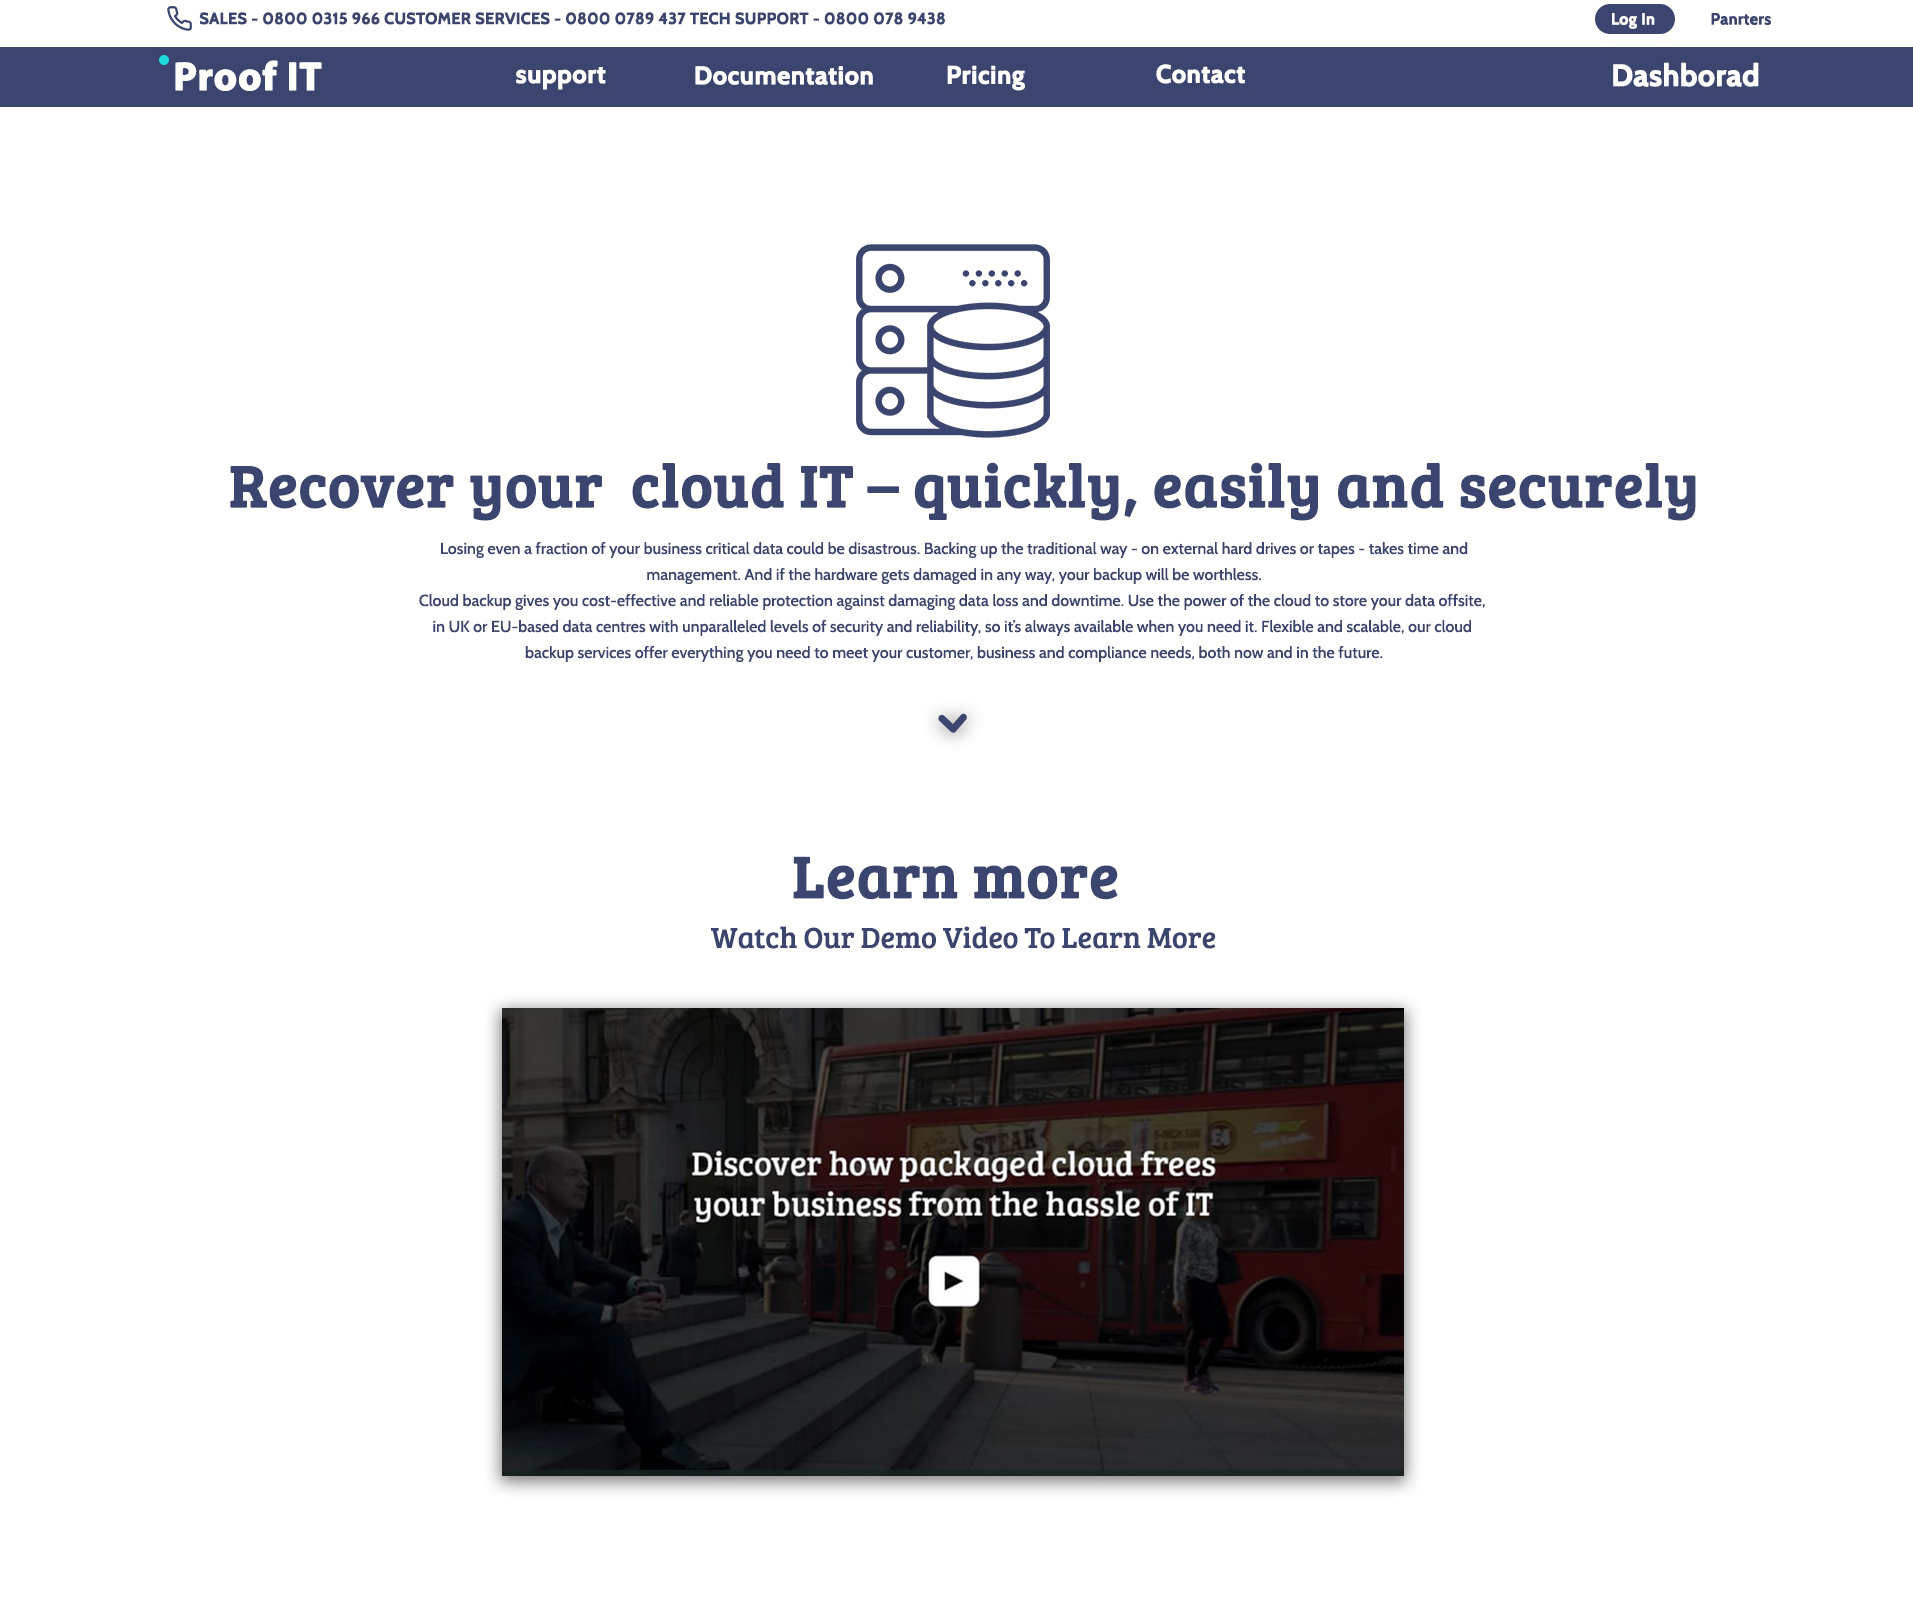 SALES - 0800 0315 966 CUSTOMER SERVICES - 0800 0789 437 TECH SUPPORT - 0800 078 9438
Log In
Panrters
Proof IT
support
Documentation
Pricing
Contact
Dashborad
Recover your  cloud IT – quickly, easily and securely
Losing even a fraction of your business critical data could be disastrous. Backing up the traditional way - on external hard drives or tapes - takes time and
management. And if the hardware gets damaged in any way, your backup will be worthless.
Cloud backup gives you cost-effective and reliable protection against damaging data loss and downtime. Use the power of the cloud to store your data offsite,
in UK or EU-based data centres with unparalleled levels of security and reliability, so it’s always available when you need it. Flexible and scalable, our cloud
backup services offer everything you need to meet your customer, business and compliance needs, both now and in the future.
Learn more
Watch Our Demo Video To Learn More
STEAK
£4
SUBWAY
Discover how packaged cloud frees
your business from the hassle of IT